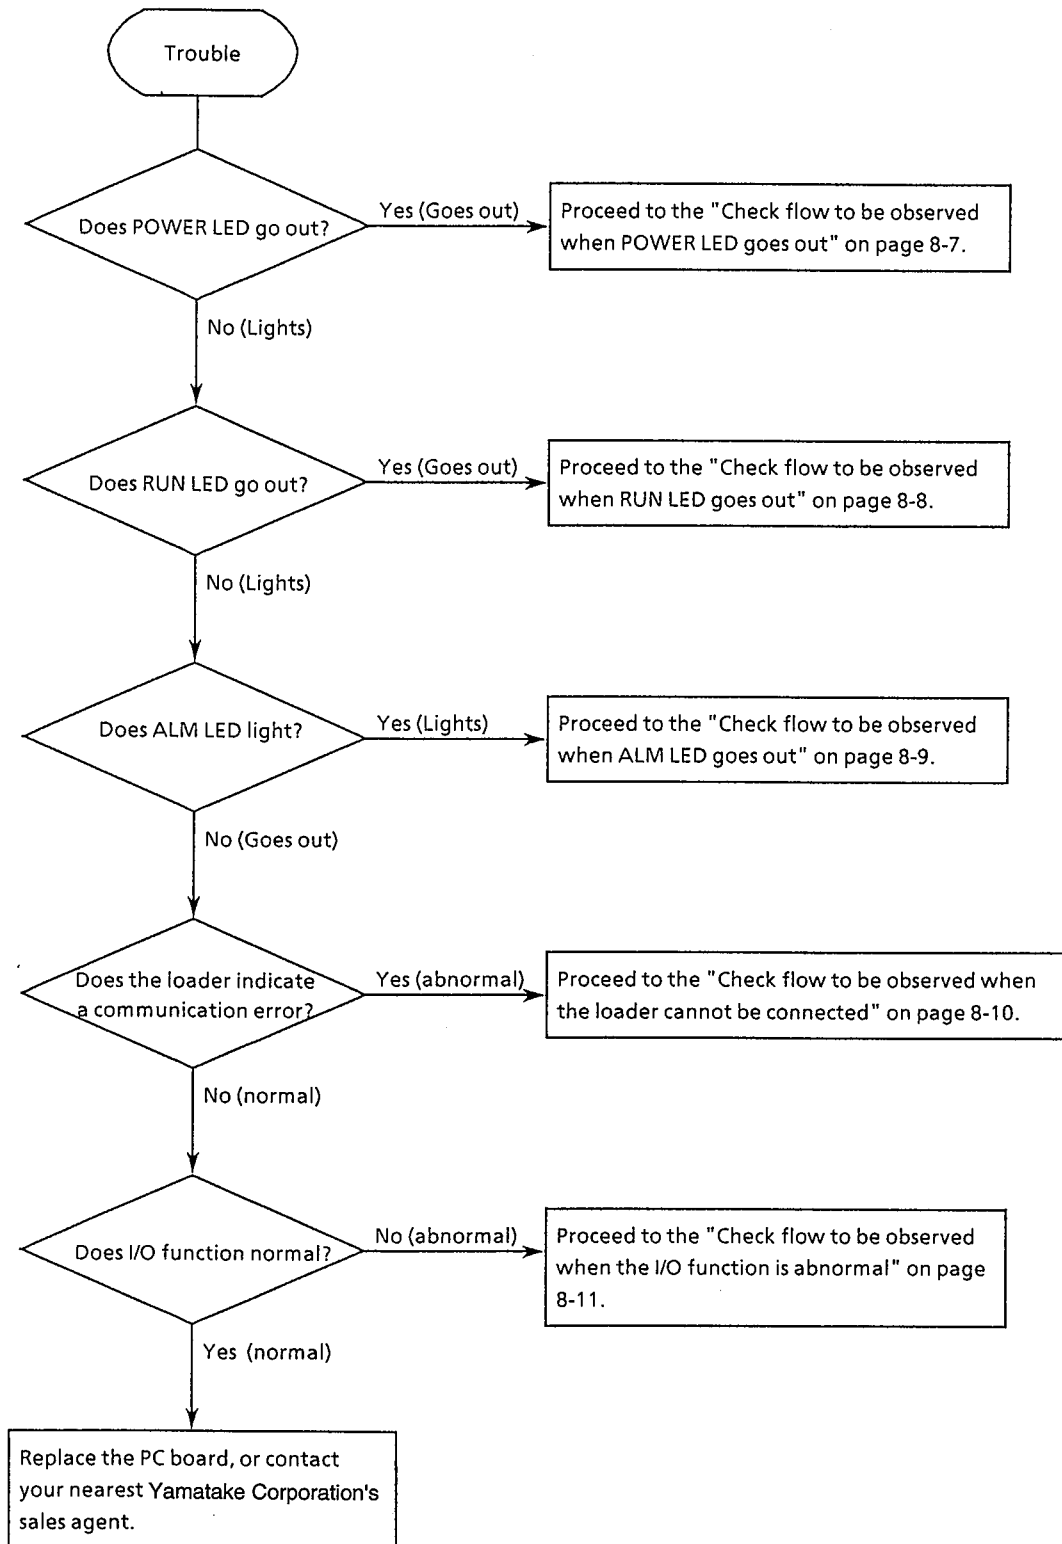 Trouble
Does POWER LED go out?
Yes (Goes out)
Proceed to the "Check flow to be observed
when POWER LED goes out" on page 8-7.
No (Lights)
Does RUN LED go out?
Yes (Goes out)
Proceed to the "Check flow to be observed
when RUN LED goes out" on page 8-8.
No (Lights)
Does ALM LED light?
Yes (Lights)
Proceed to the "Check flow to be observed
when ALM LED goes out" on page 8-9.
No (Goes out)
Does the loader indicate
a communication error?
Yes (abnormal)
Proceed to the "Check flow to be observed when
the loader cannot be connected" on page 8-10.
No (normal)
Does I/O function normal?
No (abnormal)
Proceed to the "Check flow to be observed
when the I/O function is abnormal" on page
8-11.
Yes (normal)
Replace the PC board, or contact
your nearest Yamatake Corporation's
sales agent.